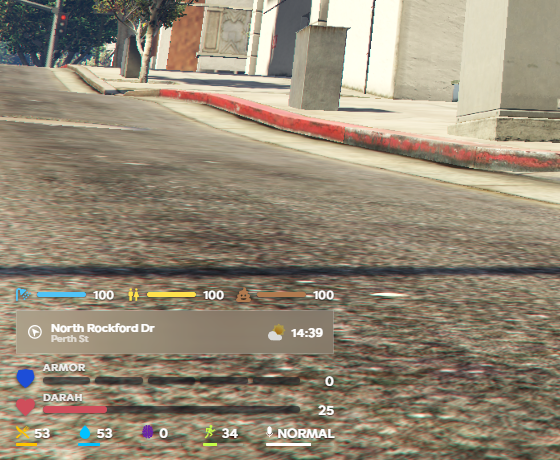 100 100 100
North Rockford Dr
Perth St
14:39
ARMOR
0
DARAH
25
53 53 0 34 NORMAL